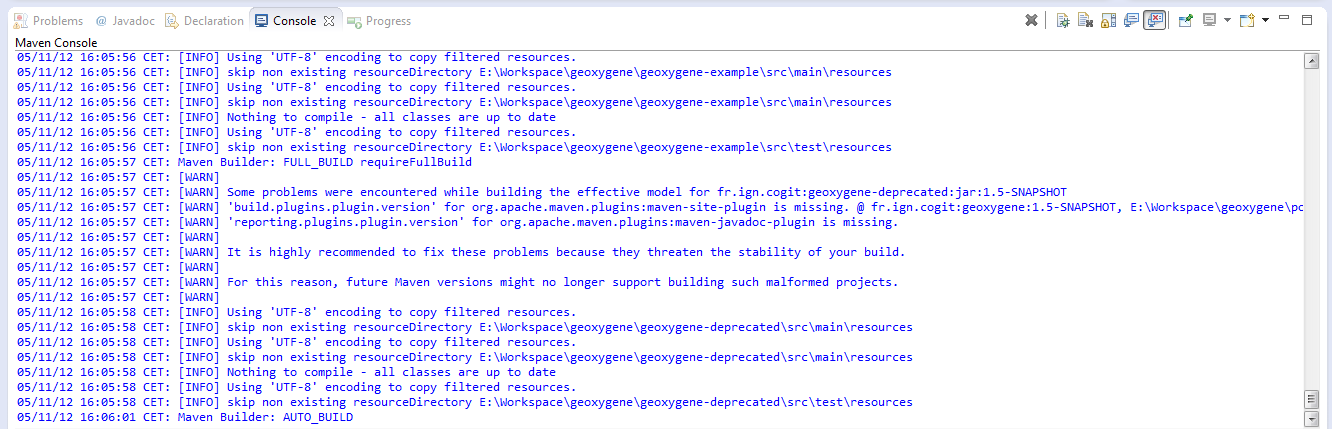 Problems @ Javadoc Declaration Console Progress
Maven Console
05/11/12 16:05:56 CET: [INFO] Using 'UTF-8' encoding to copy filtered resources.
05/11/12 16:05:56 CET: [INFO] skip non existing resourceDirectory E:\Workspace\geoxygene\geoxygene-example\src\main\resources
05/11/12 16:05:56 CET: [INFO] Using 'UTF-8' encoding to copy filtered resources.
05/11/12 16:05:56 CET: [INFO] skip non existing resourceDirectory E:\Workspace\geoxygene\geoxygene-example\src\main\resources
05/11/12 16:05:56 CET: [INFO] Nothing to compile - all classes are up to date
05/11/12 16:05:56 CET: [INFO] Using 'UTF-8' encoding to copy filtered resources.
05/11/12 16:05:56 CET: [INFO] skip non existing resourceDirectory E:\Workspace\geoxygene\geoxygene-example\src\test\resources
05/11/12 16:05:57 CET: Maven Builder: FULL_BUILD requireFullBuild
05/11/12 16:05:57 CET: [WARN]
05/11/12 16:05:57 CET: [WARN] Some problems were encountered while building the effective model for fr.ign.cogit:geoxygene-deprecated:jar:1.5-SNAPSHOT
05/11/12 16:05:57 CET: [WARN] 'build.plugins.plugin.version' for org.apache.maven.plugins:maven-site-plugin is missing. @ fr.ign.cogit:geoxygene:1.5-SNAPSHOT, E:\Workspace\geoxygene\po
05/11/12 16:05:57 CET: [WARN] 'reporting.plugins.plugin.version' for org.apache.maven.plugins:maven-javadoc-plugin is missing.
05/11/12 16:05:57 CET: [WARN]
05/11/12 16:05:57 CET: [WARN] It is highly recommended to fix these problems because they threaten the stability of your build.
05/11/12 16:05:57 CET: [WARN]
05/11/12 16:05:57 CET: [WARN] For this reason, future Maven versions might no longer support building such malformed projects.
05/11/12 16:05:57 CET: [WARN]
05/11/12 16:05:58 CET: [INFO] Using 'UTF-8' encoding to copy filtered resources.
05/11/12 16:05:58 CET: [INFO] skip non existing resourceDirectory E:\Workspace\geoxygene\geoxygene-deprecated\src\main\resources
05/11/12 16:05:58 CET: [INFO] Using 'UTF-8' encoding to copy filtered resources.
05/11/12 16:05:58 CET: [INFO] skip non existing resourceDirectory E:\Workspace\geoxygene\geoxygene-deprecated\src\main\resources
05/11/12 16:05:58 CET: [INFO] Nothing to compile - all classes are up to date
05/11/12 16:05:58 CET: [INFO] Using 'UTF-8' encoding to copy filtered resources.
05/11/12 16:05:58 CET: [INFO] skip non existing resourceDirectory E:\Workspace\geoxygene\geoxygene-deprecated\src\test\resources
05/11/12 16:06:01 CET: Maven Builder: AUTO_BUILD